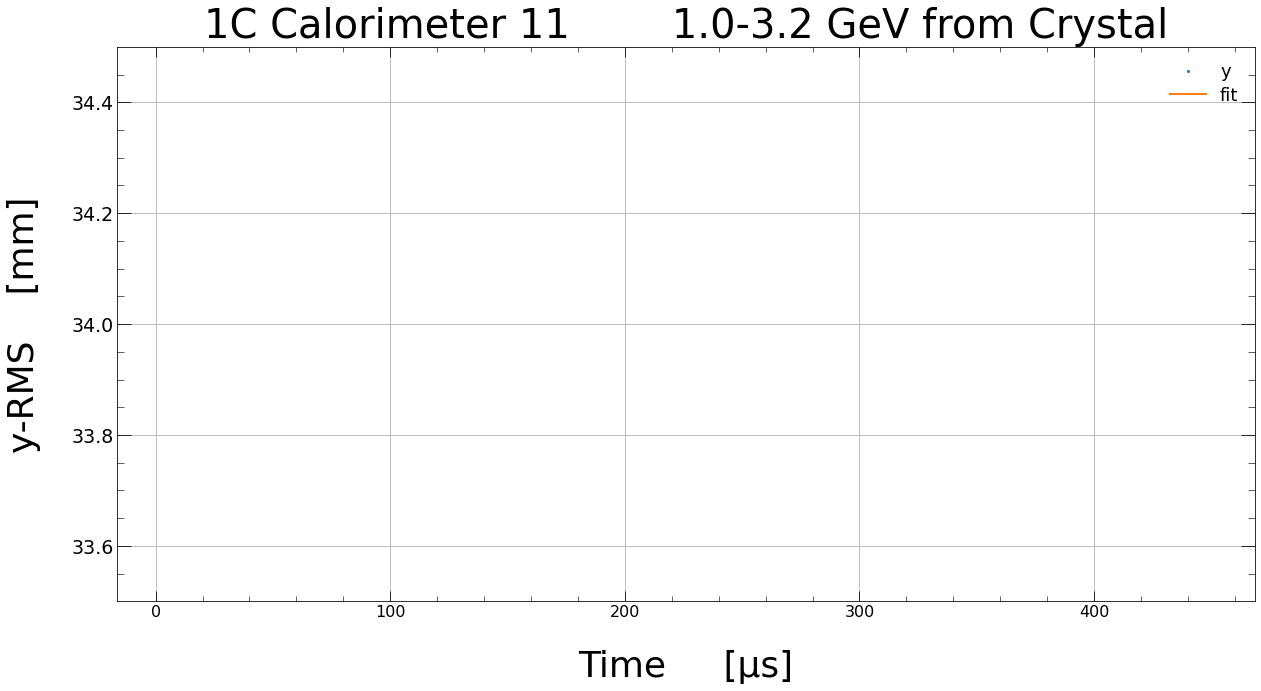 1C Calorimeter 11 1.0-3.2 GeV from Crystal
y
fit
34.4
34.2
34.0
33.8
33.6
y-RMS [mm]
0 100 200 300 400
Time [μs]